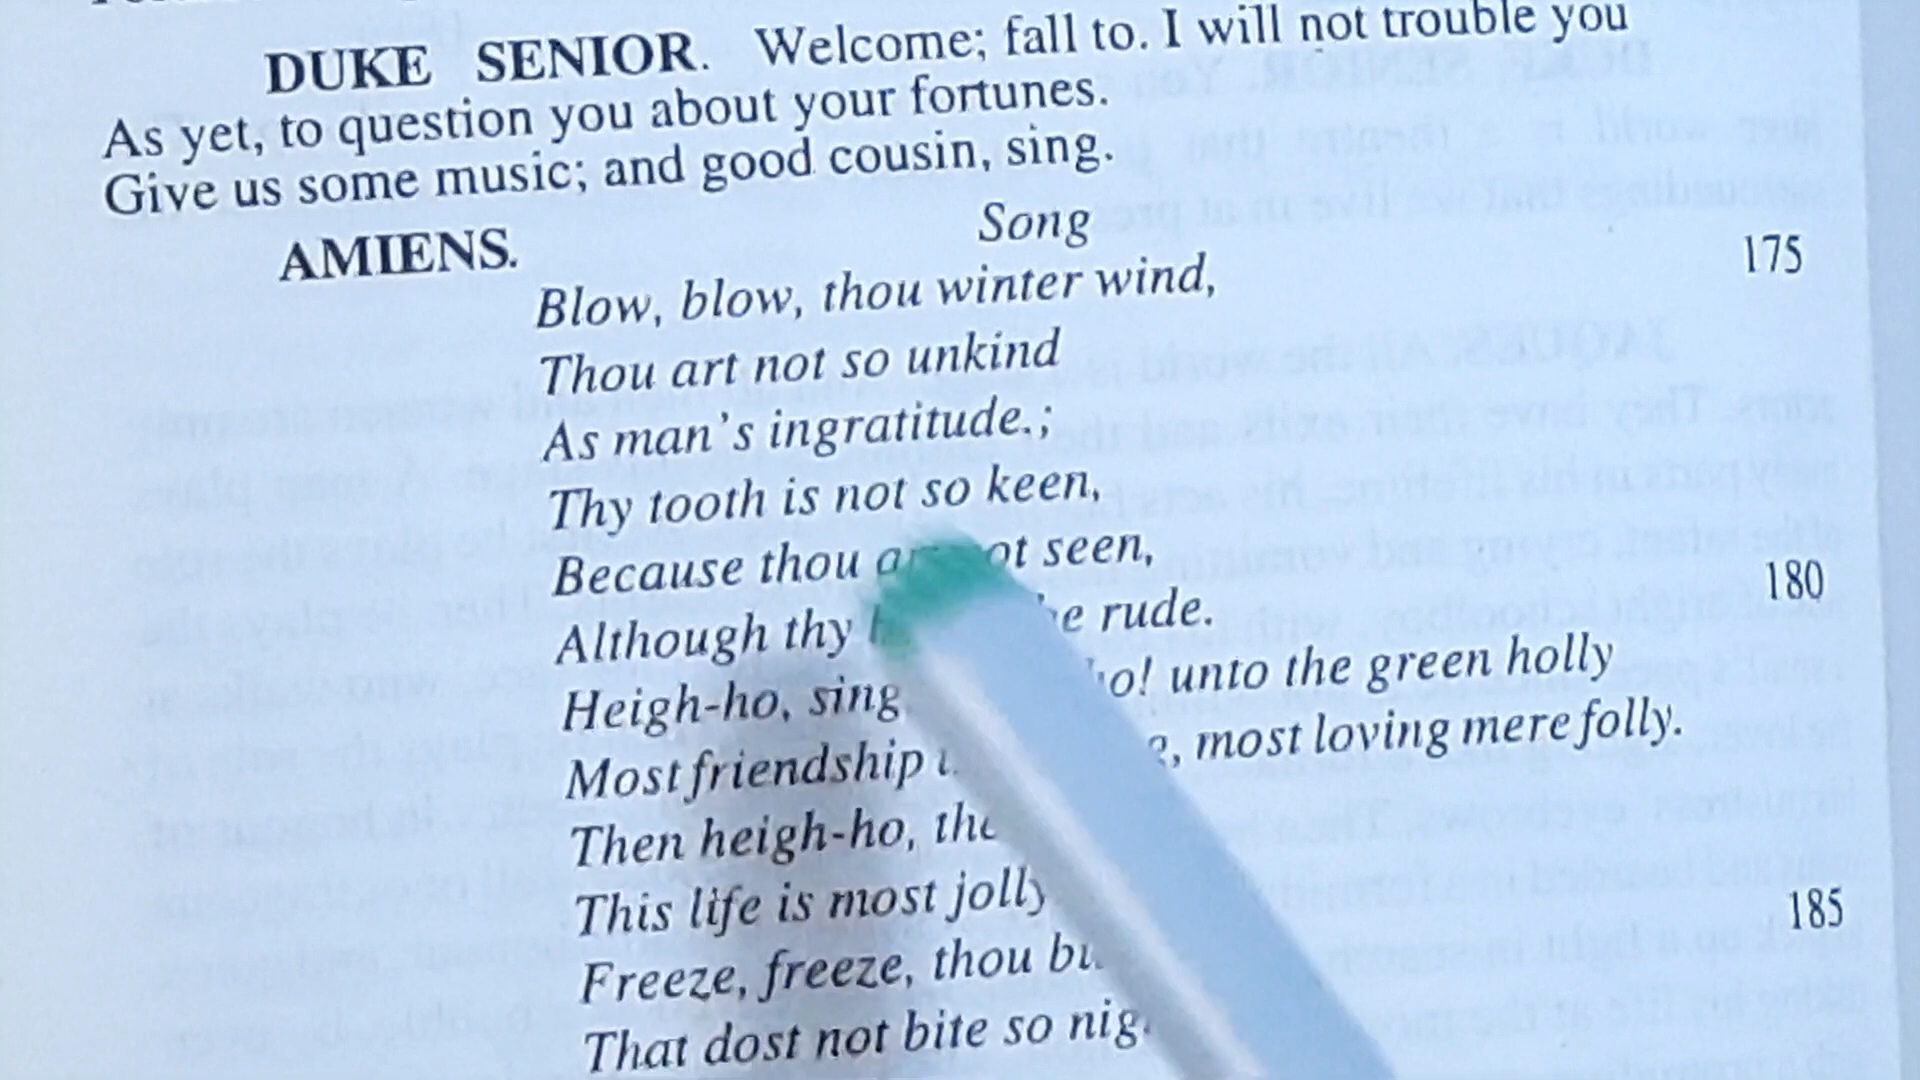 DUKE SENIOR. Welcome; fall to. I will not trouble you
As yet, to question you about your fortunes.
Give us some music; and good cousin, sing.
Song
AMIENS.
175
Blow, blow, thou winter wind,
Thou art not so unkind
As man's ingratitude.;
Thy tooth is not so keen,
Because thou seen,
180
Although thy rude.
Heigh-ho, sing unto the green holly
Most friendship most loving mere folly.
Then heigh-ho,
This life is most jolly
185
Freeze, freeze, thou
That dost not bite so